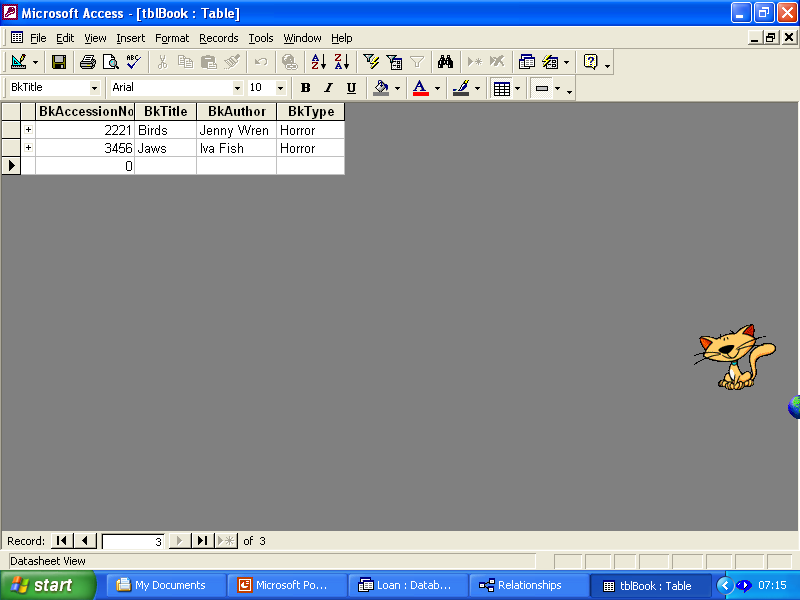 Microsoft Access - [tblBook : Table]
File Edit View Insert Format Records Tools Window Help
BkTitle Arial 10 B I U A
BkAccessionNo BkTitle BkAuthor BkType
+ 2221 Birds Jenny Wren Horror
+ 3456 Jaws Iva Fish Horror
0
Record: 3 of 3
Datasheet View
start My Documents Microsoft Po... Loan : Datab... Relationships tblBook : Table 07:15